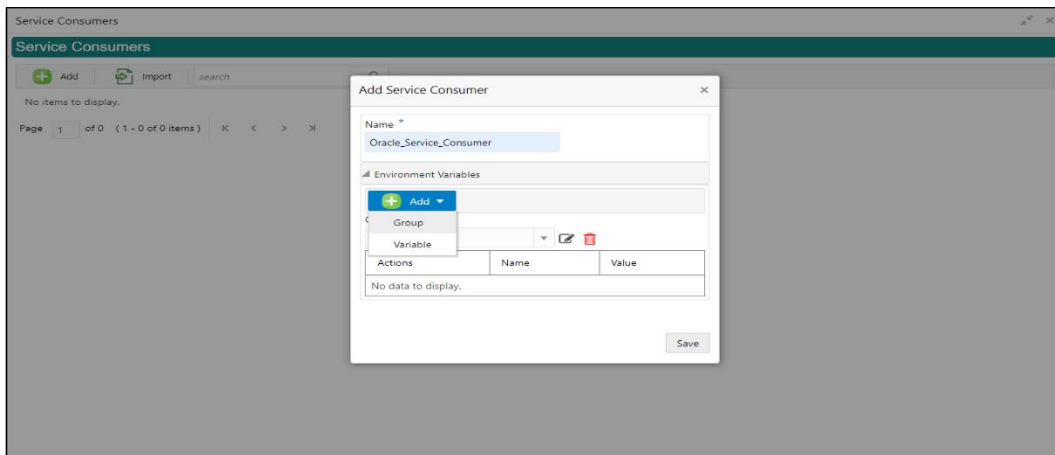 Service Consumers
Service Consumers
Add Import search
No items to display.
Page 1 of 0 (1 - 0 of 0 items)
Add Service Consumer
Name *
Oracle_Service_Consumer
Environment Variables
Add
Group
Variable
Actions Name Value
No data to display.
Save